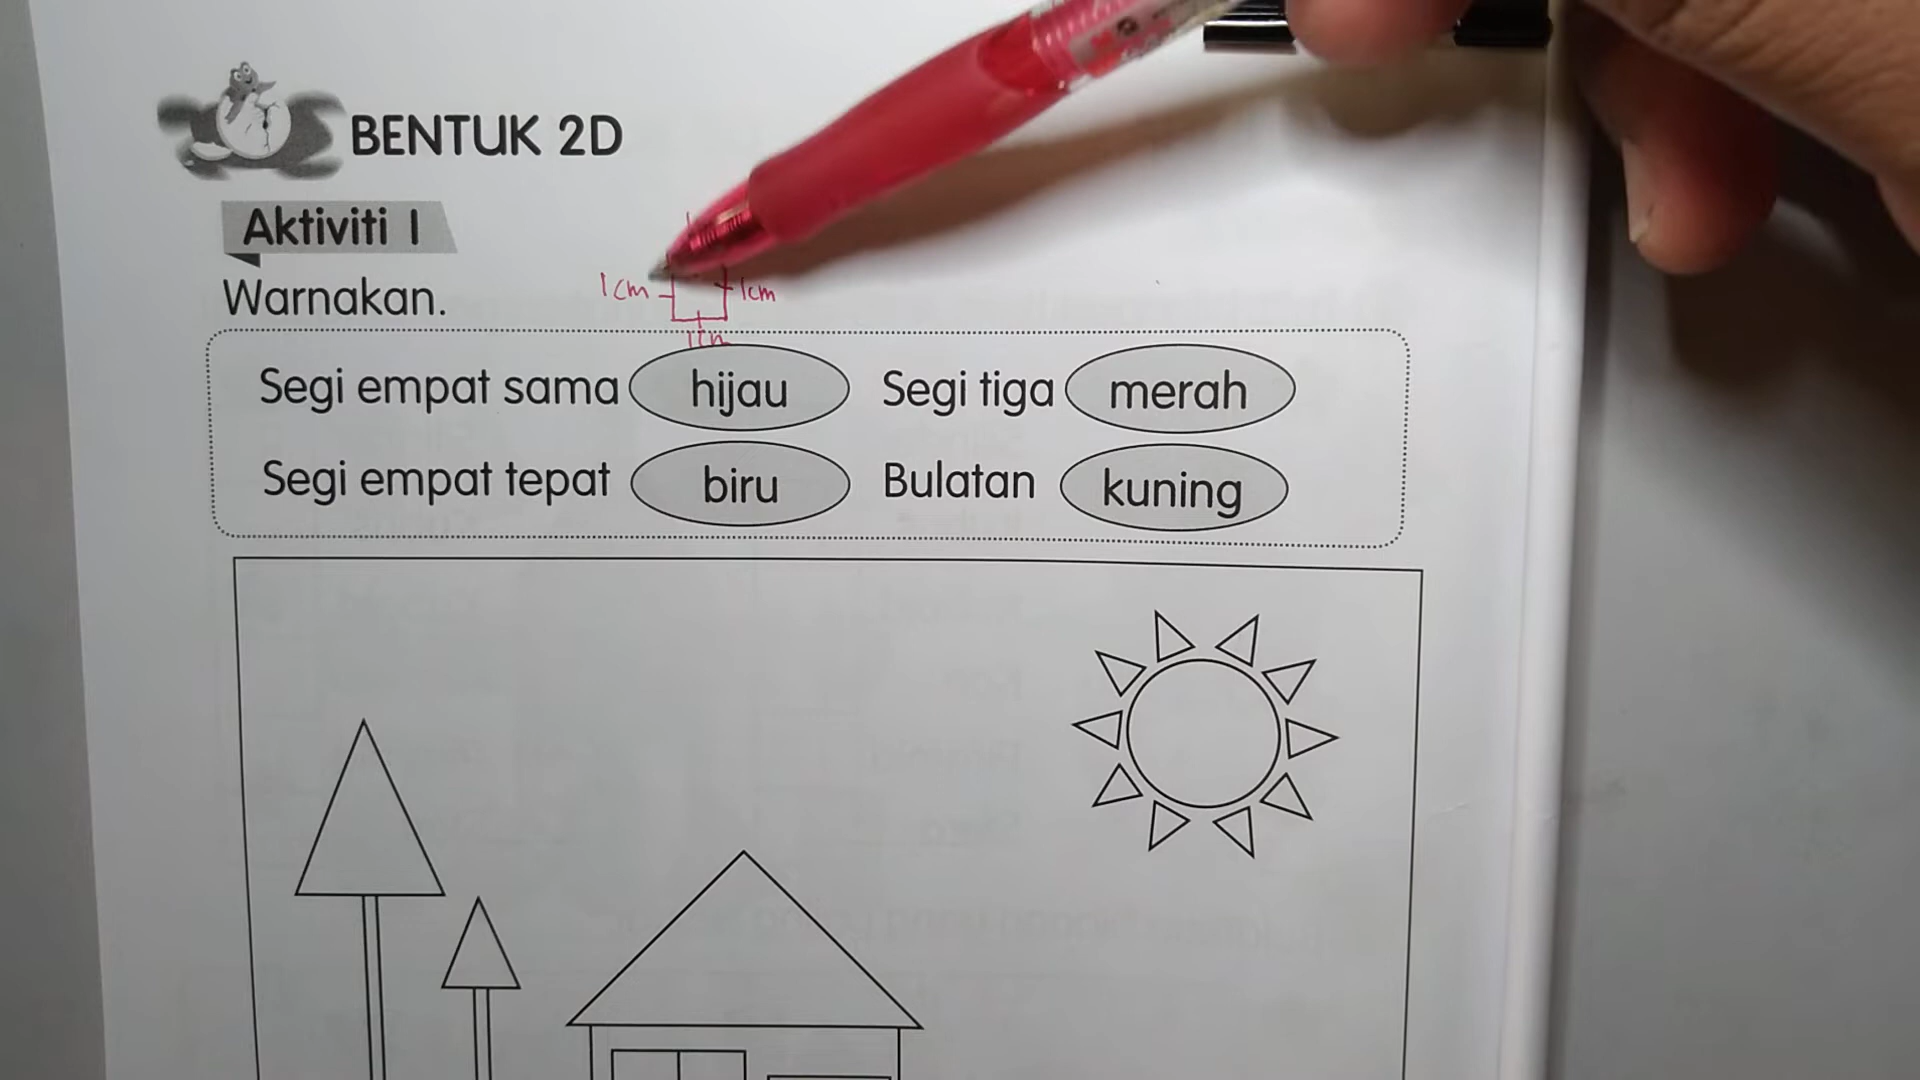 BENTUK 2D
Aktiviti 1
Warnakan.
1cm 1cm
1cm
Segi empat sama hijau Segi tiga merah
Segi empat tepat biru Bulatan kuning